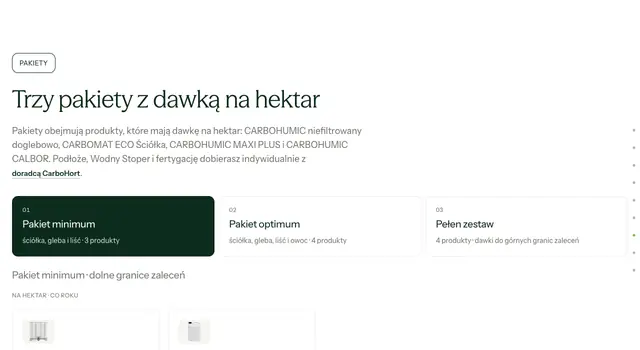 PAKIETY
Trzy pakiety z dawką na hektar
Pakiety obejmują produkty, które mają dawkę na hektar: CARBOHUMIC niefiltrowany
doglebowo, CARBOMAT ECO Ściółka, CARBOHUMIC MAXI PLUS i CARBOHUMIC
CALBOR. Podłoże, Wodny Stoper i fertygację dobierasz indywidualnie z
doradcą CarboHort.
01
Pakiet minimum
ściółka, gleba i liść · 3 produkty
02
Pakiet optimum
ściółka, gleba, liść i owoc · 4 produkty
03
Pełen zestaw
4 produkty · dawki do górnych granic zaleceń
Pakiet minimum · dolne granice zaleceń
NA HEKTAR · CO ROKU